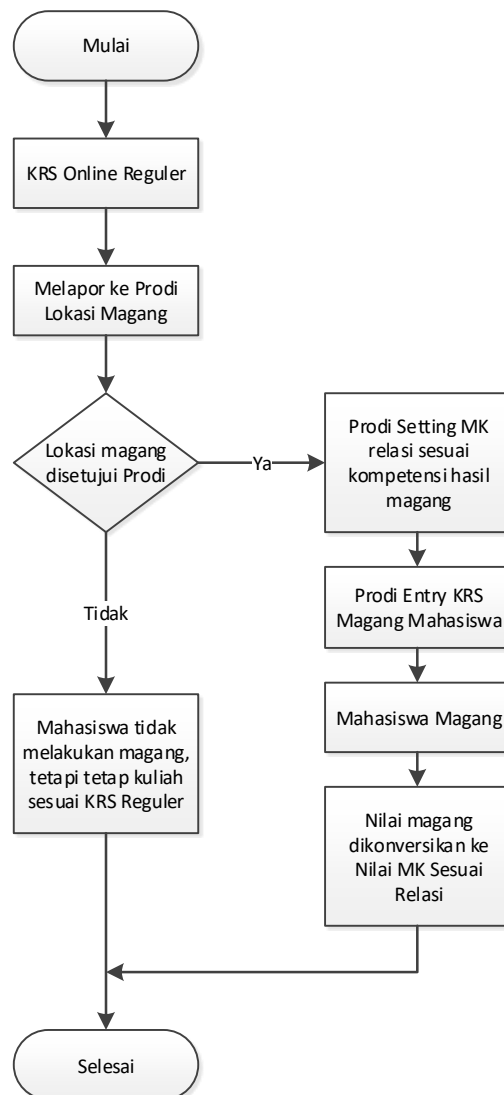 Mulai
KRS Online Reguler
Melapor ke Prodi
Lokasi Magang
Lokasi magang
disetujui Prodi
Ya
Prodi Setting MK
relasi sesuai
kompetensi hasil
magang
Prodi Entry KRS
Magang Mahasiswa
Mahasiswa Magang
Nilai magang
dikonversikan ke
Nilai MK Sesuai
Relasi
Tidak
Mahasiswa tidak
melakukan magang,
tetapi tetap kuliah
sesuai KRS Reguler
Selesai